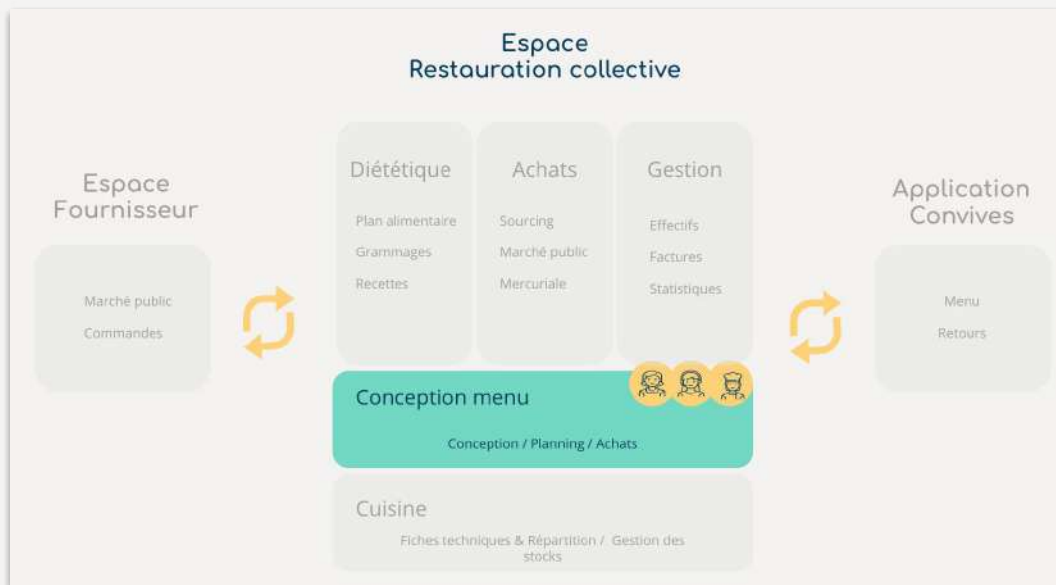 Espace
Restauration collective
Espace
Fournisseur
Marché public
Commandes
Diététique
Plan alimentaire
Grammages
Recettes
Achats
Sourcing
Marché public
Mercuriale
Gestion
Effectifs
Factures
Statistiques
Application
Convives
Menu
Retours
Conception menu
Conception / Planning / Achats
Cuisine
Fiches techniques & Répartition / Gestion des
stocks